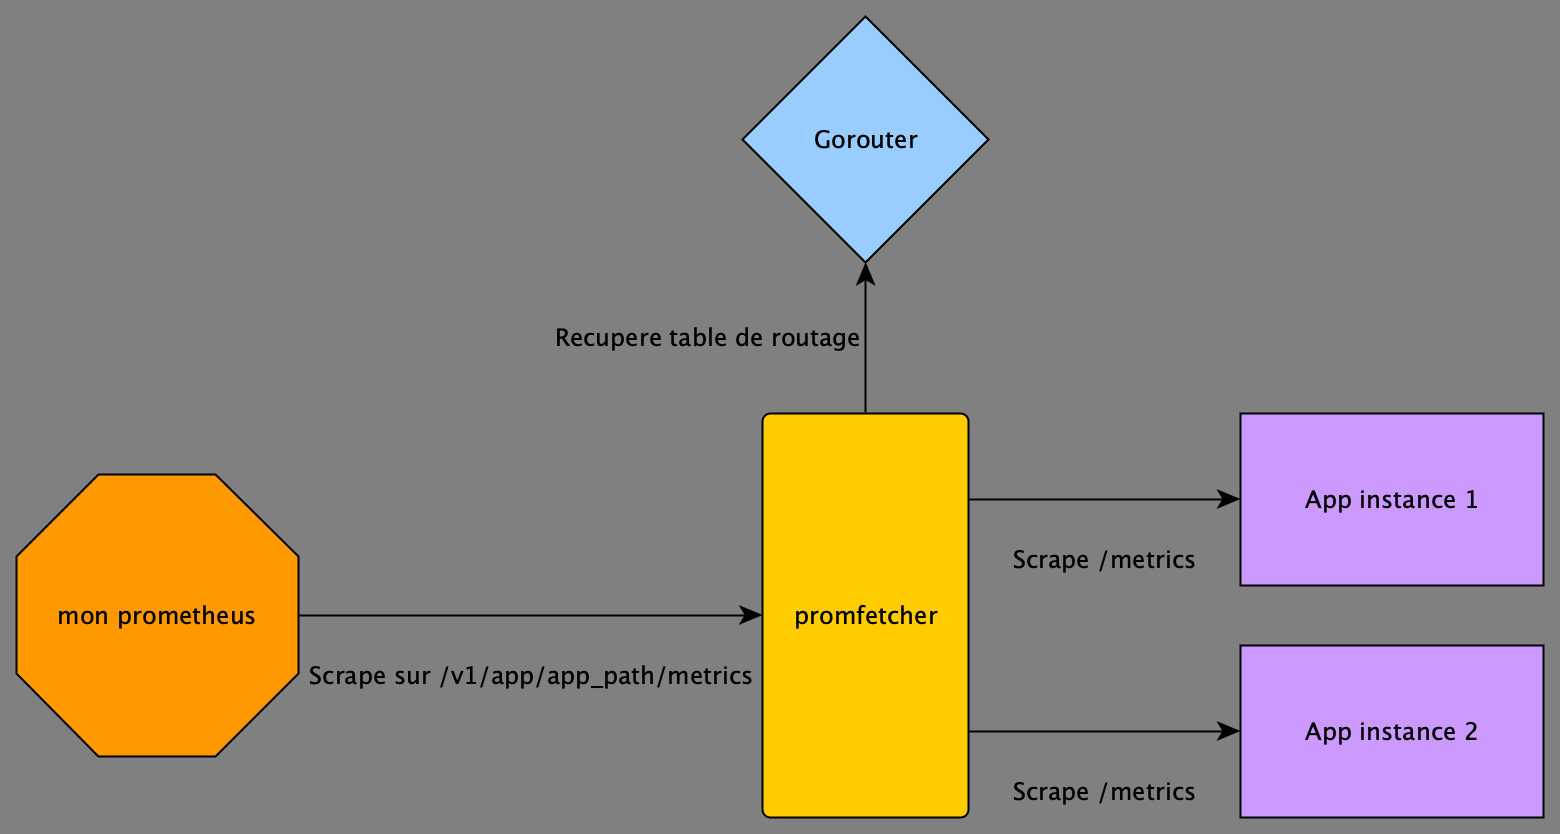 Gorouter
Recupere table de routage
App instance 1
Scrape /metrics
mon prometheus
promfetcher
Scrape sur /v1/app/app_path/metrics
App instance 2
Scrape /metrics